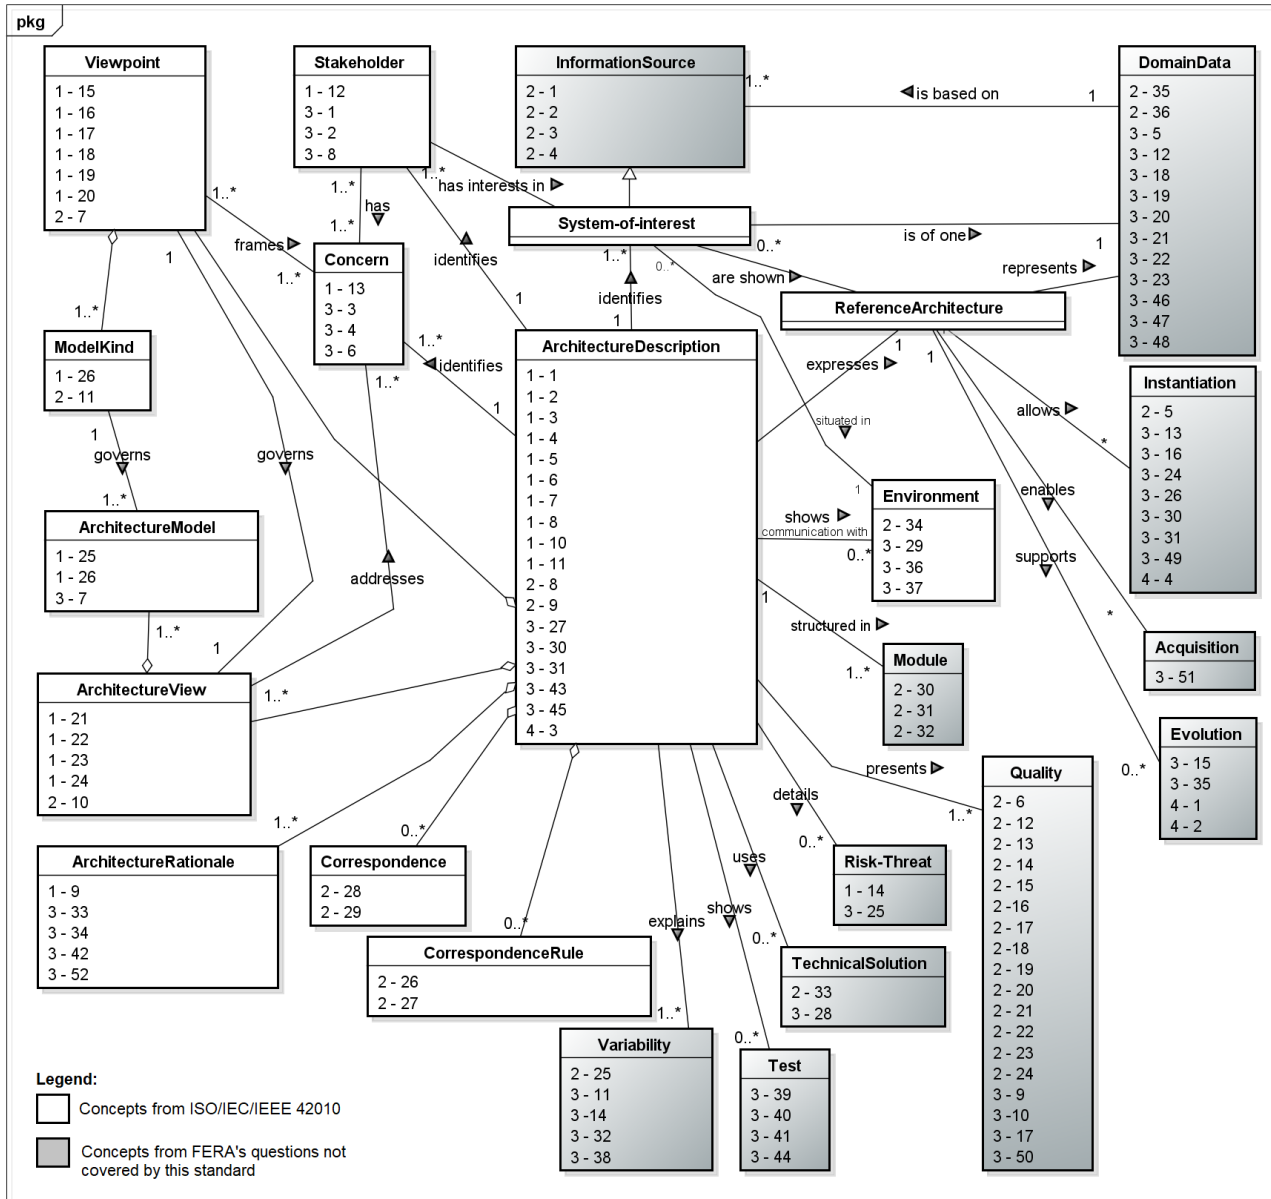 pkg
Viewpoint
1 - 15
1 - 16
1 - 17
1 - 18
1 - 19
1 - 20
2 - 7
Stakeholder
1 - 12
3 - 1
3 - 2
3 - 8
InformationSource
2 - 1
2 - 2
2 - 3
2 - 4
DomainData
2 - 35
2 - 36
3 - 5
3 - 12
3 - 18
3 - 19
3 - 20
3 - 21
3 - 22
3 - 23
3 - 46
3 - 47
3 - 48
1..*
is based on
1
1..*
has interests in
1..*
has
1..*
1..*
frames
1..*
System-of-interest
0..*
is of one
1
1..*
0..*
are shown
represents
identifies
1
identifies
1
Concern
1 - 13
3 - 3
3 - 4
3 - 6
ReferenceArchitecture
1
1..*
ModelKind
1 - 26
2 - 11
1..*
identifies
1
ArchitectureDescription
1 - 1
1 - 2
1 - 3
1 - 4
1 - 5
1 - 6
1 - 7
1 - 8
1 - 10
1 - 11
2 - 8
2 - 9
3 - 27
3 - 30
3 - 31
3 - 43
3 - 45
4 - 3
expresses
1
1
Instantiation
2 - 5
3 - 13
3 - 16
3 - 24
3 - 26
3 - 30
3 - 31
3 - 49
4 - 4
allows
*
1..*
1
governs
governs
1..*
situated in
1
Environment
2 - 34
3 - 29
3 - 36
3 - 37
shows
communication with
0..*
enables
supports
ArchitectureModel
1 - 25
1 - 26
3 - 7
addresses
1
structured in
1..*
Module
2 - 30
2 - 31
2 - 32
*
Acquisition
3 - 51
1..*
1
1..*
ArchitectureView
1 - 21
1 - 22
1 - 23
1 - 24
2 - 10
Evolution
3 - 15
3 - 35
4 - 1
4 - 2
0..*
presents
1..*
Quality
2 - 6
2 - 12
2 - 13
2 - 14
2 - 15
2 -16
2 - 17
2 -18
2 - 19
2 - 20
2 - 21
2 - 22
2 - 23
2 - 24
3 - 9
3 -10
3 - 17
3 - 50
details
0..*
1..*
0..*
ArchitectureRationale
1 - 9
3 - 33
3 - 34
3 - 42
3 - 52
Correspondence
2 - 28
2 - 29
uses
Risk-Threat
1 - 14
3 - 25
0..*
explains
shows
0..*
CorrespondenceRule
2 - 26
2 - 27
TechnicalSolution
2 - 33
3 - 28
1..*
0..*
Variability
2 - 25
3 - 11
3 -14
3 - 32
3 - 38
Test
3 - 39
3 - 40
3 - 41
3 - 44
Legend:
Concepts from ISO/IEC/IEEE 42010
Concepts from FERA's questions not
covered by this standard